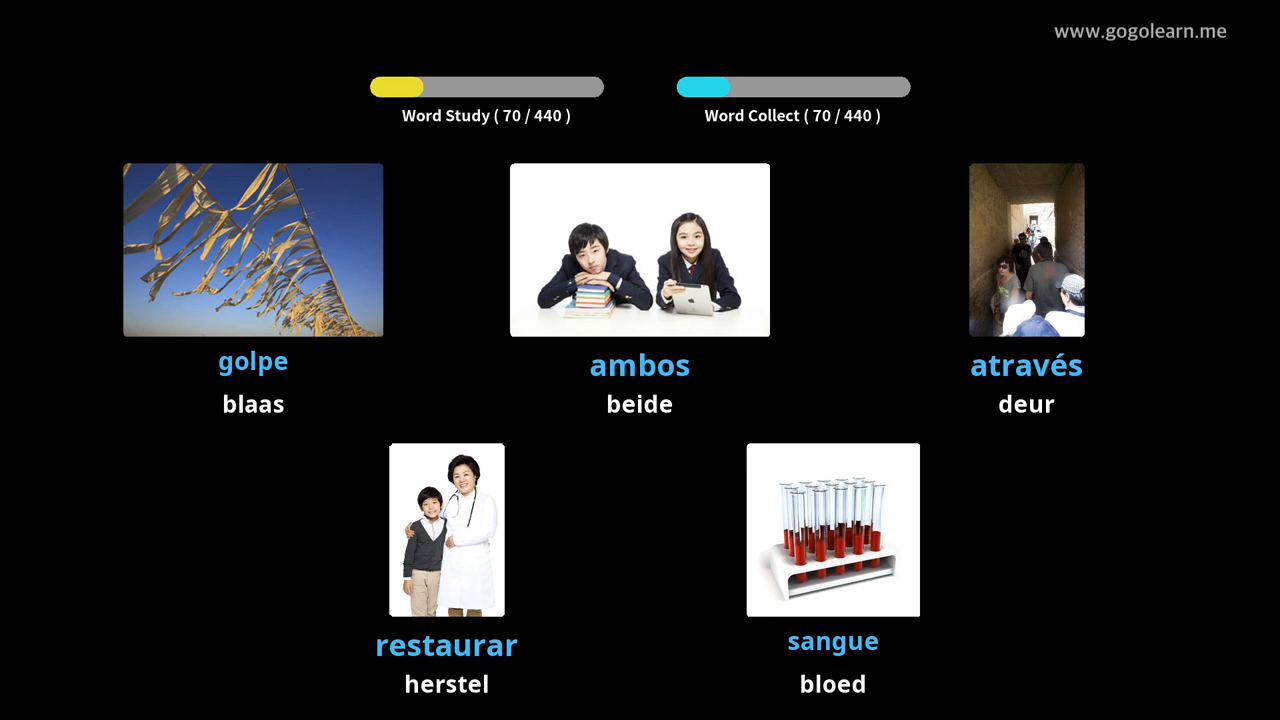 www.gogolearn.me
Word Study ( 70 / 440 )
Word Collect ( 70 / 440 )
golpe
blaas
ambos
beide
através
deur
restaurar
herstel
sangue
bloed